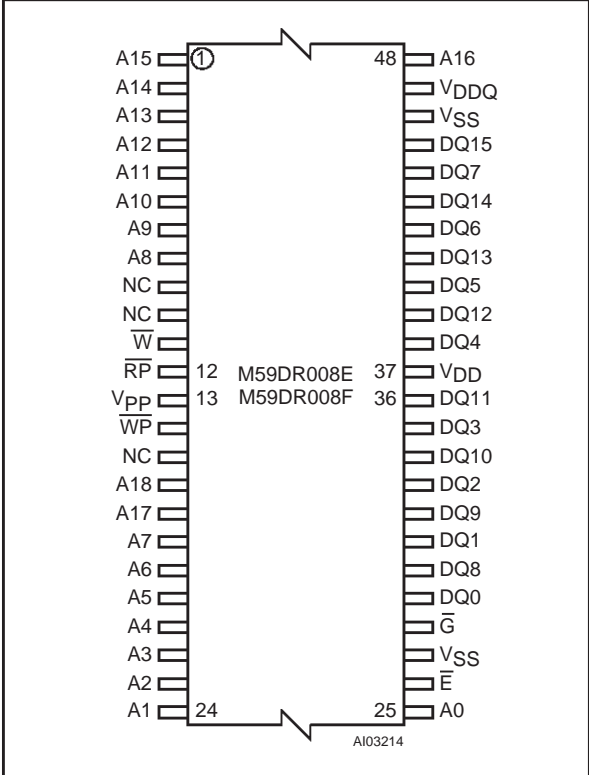 A15 ① 48 A16
A14 VDDQ
A13 VSS
A12 DQ15
A11 DQ7
A10 DQ14
A9 DQ6
A8 DQ13
NC DQ5
NC DQ12
W̅ DQ4
R̅P̅ 12 M59DR008E 37 VDD
VPP 13 M59DR008F 36 DQ11
W̅P̅ DQ3
NC DQ10
A18 DQ2
A17 DQ9
A7 DQ1
A6 DQ8
A5 DQ0
A4 G̅
A3 VSS
A2 E̅
A1 24 25 A0
AI03214